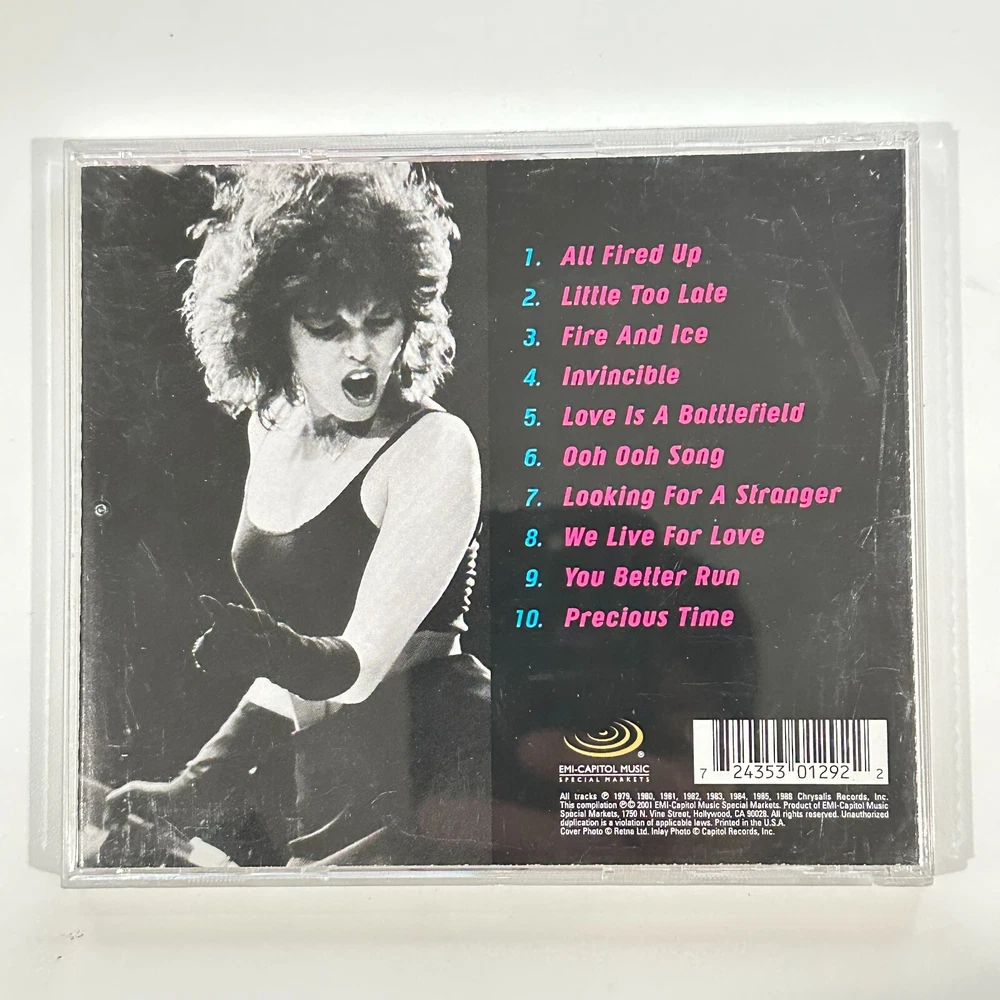 1. All Fired Up
2. Little Too Late
3. Fire And Ice
4. Invincible
5. Love Is A Battlefield
6. Ooh Ooh Song
7. Looking For A Stranger
8. We Live For Love
9. You Better Run
10. Precious Time
®
EMI-CAPITOL MUSIC
SPECIAL MARKETS
7 24353 01292 2
All tracks ℗ 1979, 1980, 1981, 1982, 1983, 1984, 1985, 1988 Chrysalis Records, Inc.
This compilation ℗© 2001 EMI-Capitol Music Special Markets. Product of EMI-Capitol Music
Special Markets, 1750 N. Vine Street, Hollywood, CA 90028. All rights reserved. Unauthorized
duplication is a violation of applicable laws. Printed in the U.S.A.
Cover Photo © Retna Ltd. Inlay Photo © Capitol Records, Inc.